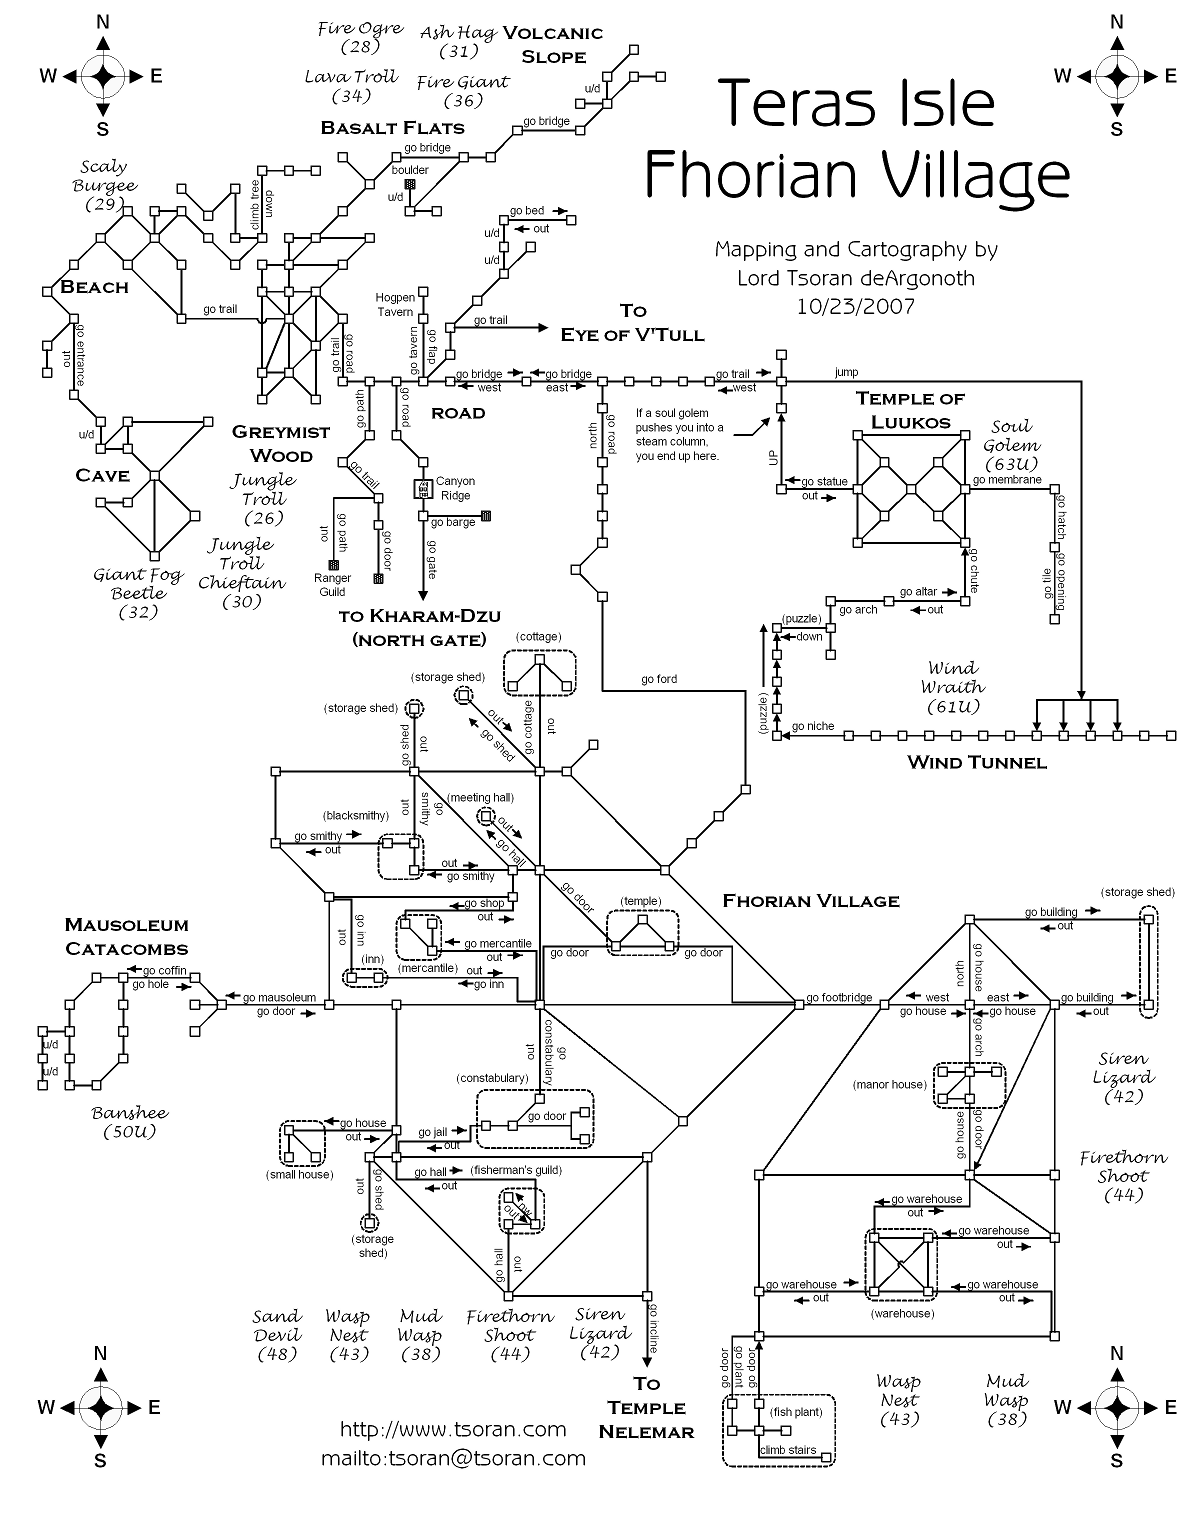 N
W E
S
Fire Ogre
(28)
Ash Hag
(31)
VOLCANIC
SLOPE
Lava Troll
(34)
Fire Giant
(36)
u/d
N
W E
S
Teras Isle
Fhorian Village
Mapping and Cartography by
Lord Tsoran deArgonoth
10/23/2007
BASALT FLATS
go bridge
go bridge
boulder
u/d
Scaly
Burgee
(29)
climb tree
down
go bed
out
u/d
u/d
BEACH
go trail
Hogpen
Tavern
go trail
TO
EYE OF V'TULL
go entrance
out
go trail
go road
go tavern
go flap
go bridge
west
go bridge
east
go trail
west
jump
go path
go road
ROAD
north
go road
If a soul golem
pushes you into a
steam column,
you end up here.
UP
TEMPLE OF
LUUKOS
Soul
Golem
(63U)
u/d
GREYMIST
WOOD
CAVE
Jungle
Troll
(26)
go trail
Canyon
Ridge
go statue
out
go membrane
go hatch
out
go path
go door
go barge
go gate
Jungle
Troll
Chieftain
(30)
Giant Fog
Beetle
(32)
Ranger
Guild
go chute
go opening
go tile
go altar
out
go arch
TO KHARAM-DZU
(NORTH GATE)
(puzzle)
down
(cottage)
(storage shed)
go ford
Wind
Wraith
(61U)
(puzzle)
go niche
WIND TUNNEL
(storage shed)
go shed
out
out
go shed
go cottage
out
out
go
smithy
(meeting hall)
out
go hall
(blacksmithy)
go smithy
out
out
go smithy
go shop
out
go door
(temple)
FHORIAN VILLAGE
(storage shed)
go building
out
MAUSOLEUM
CATACOMBS
out
go inn
go mercantile
out
(mercantile)
go door
go door
(inn)
out
go inn
north
go house
go coffin
go hole
go mausoleum
go door
go footbridge
west
go house
east
go house
go building
out
u/d
u/d
out
go
constabulary
go arch
(constabulary)
(manor house)
Siren
Lizard
(42)
Banshee
(50U)
go house
out
go jail
out
go door
go house
go door
(small house)
out
go shed
go hall
out
(fisherman's guild)
Firethorn
Shoot
(44)
out
go warehouse
out
(storage
shed)
go hall
out
go warehouse
out
go warehouse
out
go warehouse
out
(warehouse)
Sand
Devil
(48)
Wasp
Nest
(43)
Mud
Wasp
(38)
Firethorn
Shoot
(44)
Siren
Lizard
(42)
go incline
go door
go plant
go door
TO
TEMPLE
NELEMAR
(fish plant)
climb stairs
Wasp
Nest
(43)
Mud
Wasp
(38)
N
W E
S
http://www.tsoran.com
mailto:tsoran@tsoran.com
N
W E
S